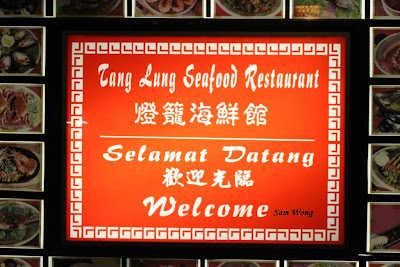 Tang Lung Seafood Restaurant
燈籠海鮮館
Selamat Datang
歡迎光臨
Welcome Sam Wong